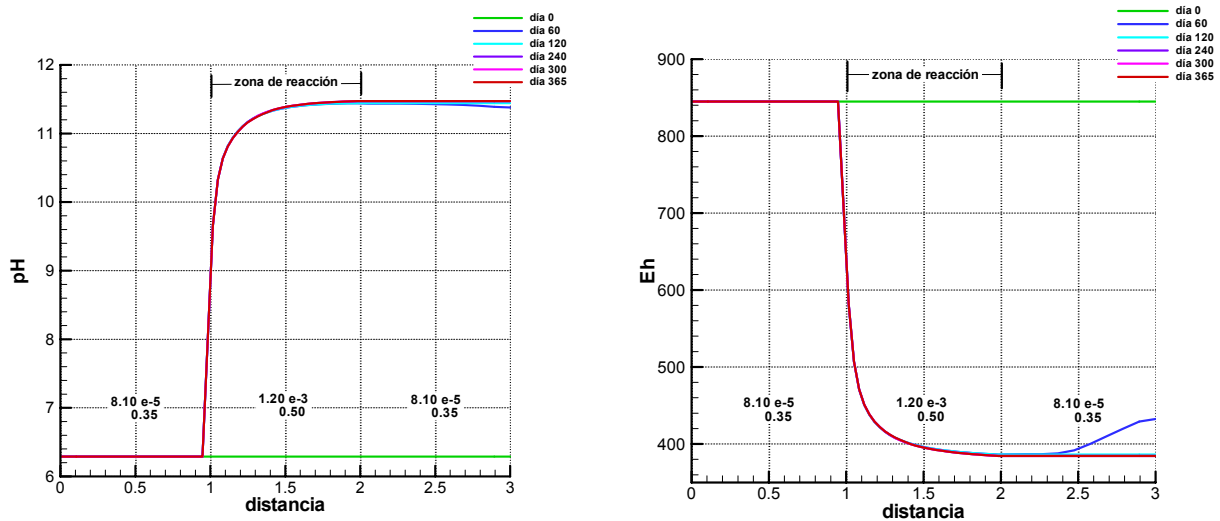 día 0
día 60
día 120
día 240
día 300
día 365
12
11
10
9
8
7
6
pH
zona de reacción
8.10 e-5
0.35
1.20 e-3
0.50
8.10 e-5
0.35
0 0.5 1 1.5 2 2.5 3
distancia
día 0
día 60
día 120
día 240
día 300
día 365
900
800
700
600
500
400
Eh
zona de reacción
8.10 e-5
0.35
1.20 e-3
0.50
8.10 e-5
0.35
0 0.5 1 1.5 2 2.5 3
distancia